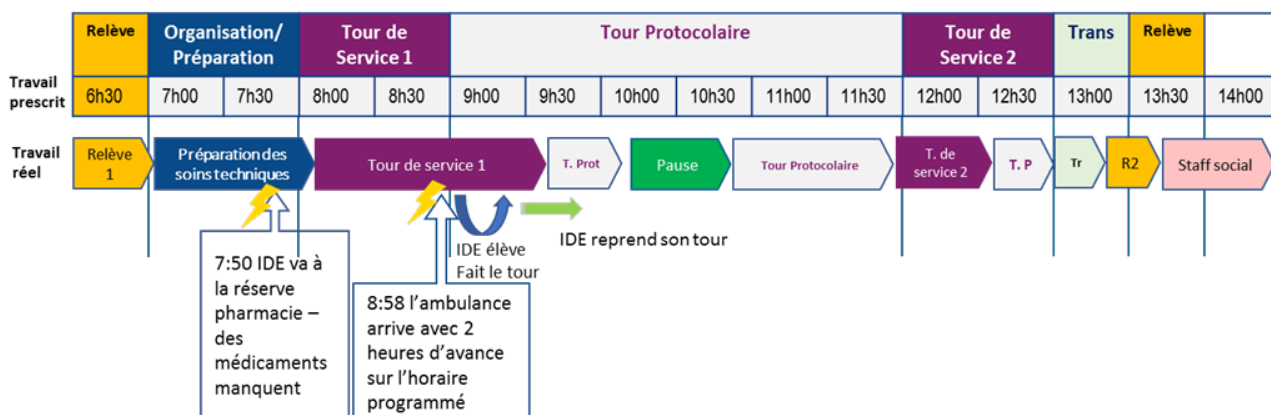 Relève
Organisation/
Préparation
Tour de
Service 1
Tour Protocolaire
Tour de
Service 2
Trans
Relève
Travail
prescrit
6h30
7h00
7h30
8h00
8h30
9h00
9h30
10h00
10h30
11h00
11h30
12h00
12h30
13h00
13h30
14h00
Travail
réel
Relève
1
Préparation des
soins techniques
Tour de service 1
T. Prot
Pause
Tour Protocolaire
T. de
service 2
T. P
Tr
R2
Staff social
IDE élève
Fait le tour
IDE reprend son tour
7:50 IDE va à
la réserve
pharmacie –
des
médicaments
manquent
8:58 l’ambulance
arrive avec 2
heures d’avance
sur l’horaire
programmé